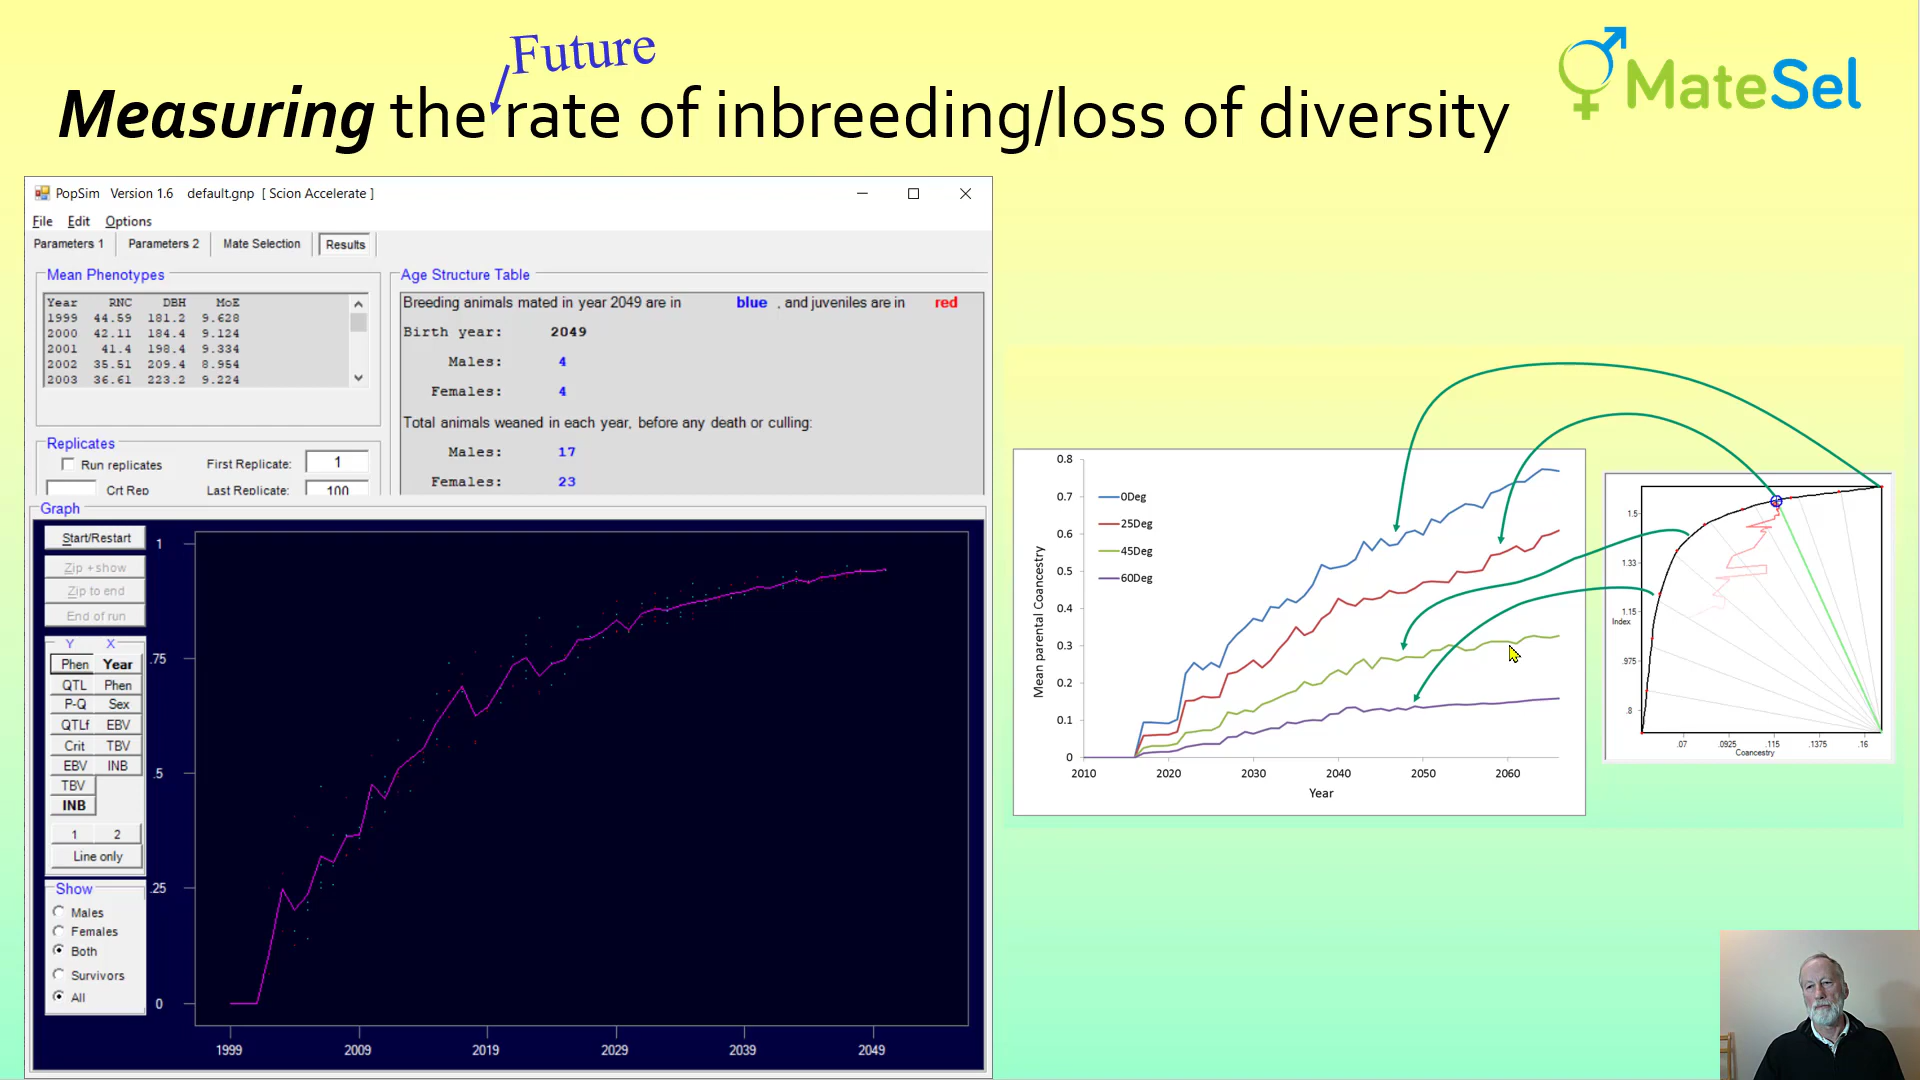 Future
Measuring the rate of inbreeding/loss of diversity
MateSel
PopSim Version 1.6 default.gnp [ Scion Accelerate ]
File Edit Options
Parameters 1 Parameters 2 Mate Selection Results
Mean Phenotypes
Year RNC DBH MoE
1999 44.59 181.2 9.628
2000 42.11 184.4 9.124
2001 41.4 198.4 9.334
2002 35.51 209.4 8.954
2003 36.61 223.2 9.224
Replicates
Run replicates First Replicate: 1
Crt Rep Last Replicate: 100
Age Structure Table
Breeding animals mated in year 2049 are in blue , and juveniles are in red
Birth year: 2049
Males: 4
Females: 4
Total animals weaned in each year, before any death or culling:
Males: 17
Females: 23
Graph
Start/Restart
Zip + show
Zip to end
End of run
Y X
Phen Year
QTL Phen
P-Q Sex
QTLf EBV
Crit TBV
EBV INB
TBV
INB
1 2
Line only
Show
Males
Females
Both
Survivors
All
1
.75
.5
.25
0
1999 2009 2019 2029 2039 2049
Mean parental Coancestry
0.8
0.7
0.6
0.5
0.4
0.3
0.2
0.1
0
0Deg
25Deg
45Deg
60Deg
2010 2020 2030 2040 2050 2060
Year
1.5
1.33
1.15
Index
.975
.8
.07 .0925 .115 .1375 .16
Coancestry